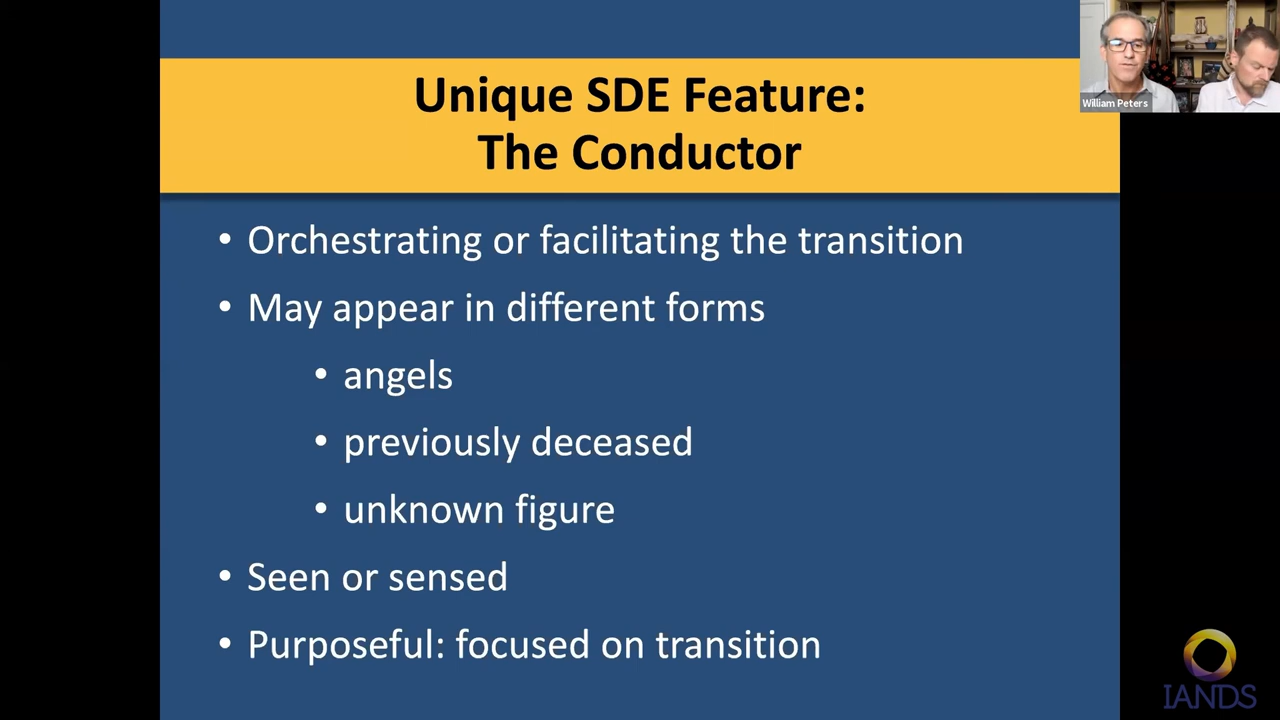 Unique SDE Feature:
The Conductor
• Orchestrating or facilitating the transition
• May appear in different forms
• angels
• previously deceased
• unknown figure
• Seen or sensed
• Purposeful: focused on transition
William Peters
IANDS